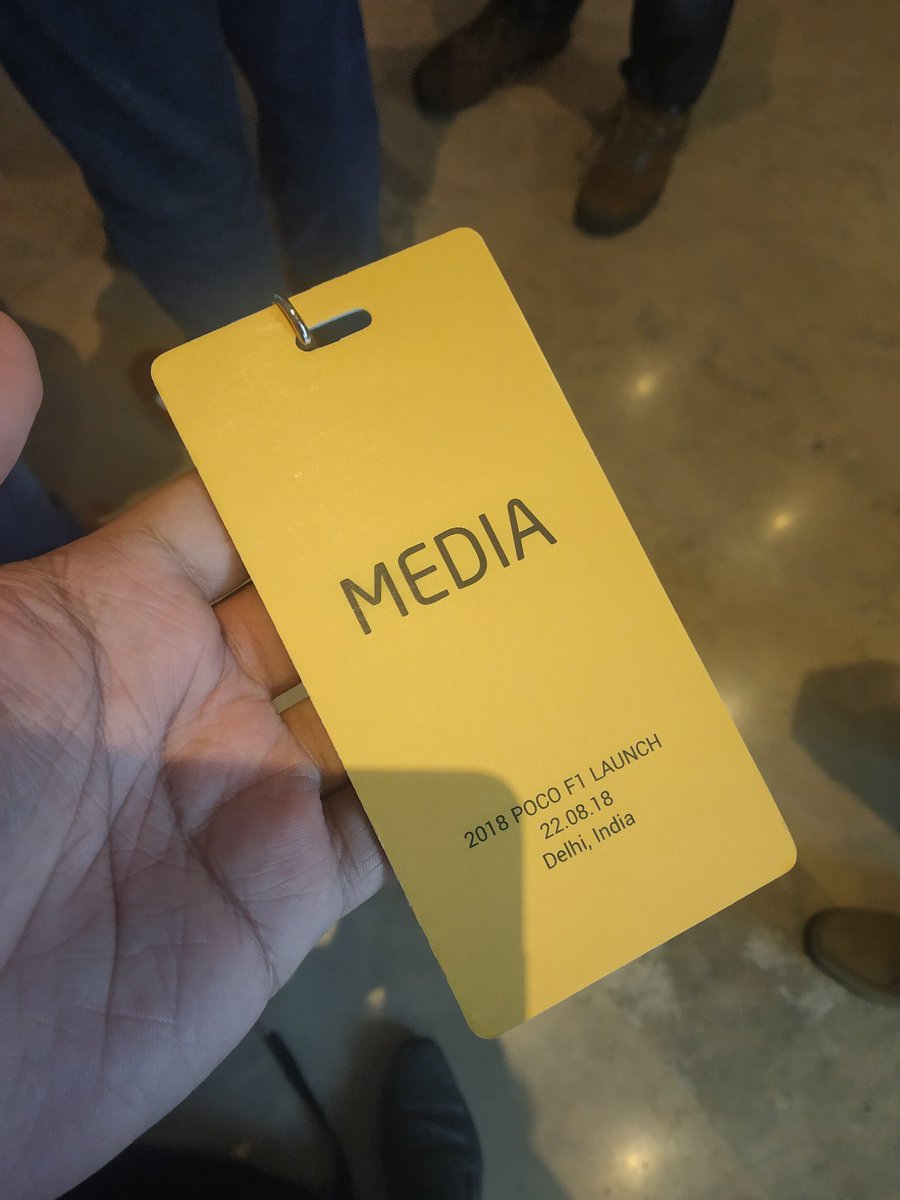 MEDIA
2018 POCO F1 LAUNCH
22.08.18
Delhi, India